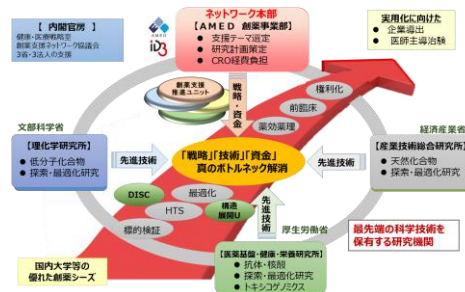 【 内閣官房 】
健康・医療戦略室
創薬支援ネットワーク協議会
3省・3法人の支援
AMED
iD3
ネットワーク本部
【AMED 創薬事業部】
● 支援テーマ選定
● 研究計画策定
● CRO経費負担
実用化に向けた
● 企業導出
● 医師主導治験
創薬支援
推進ユニット
戦略・資金
権利化
前臨床
薬効薬理
文部科学省
【理化学研究所】
● 低分子化合物
● 探索・最適化研究
先進技術
「戦略」「技術」「資金」
真のボトルネック解消
先進技術
経済産業省
【産業技術総合研究所】
● 天然化合物
● 探索・最適化研究
DISC
最適化
HTS
構造
展開U
標的検証
先進技術
厚生労働省
【医薬基盤・健康・栄養研究所】
● 抗体・核酸
● 探索・最適化研究
● トキシコゲノミクス
最先端の科学技術を
保有する研究機関
国内大学等の
優れた創薬シーズ